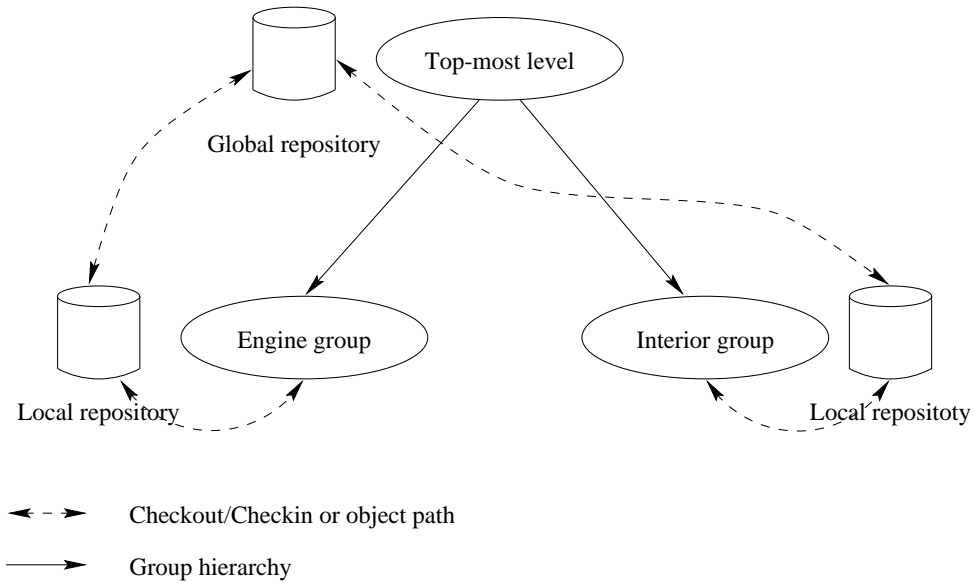 Top-most level
Global repository
Engine group
Interior group
Local repository
Local repositoty
Checkout/Checkin or object path
Group hierarchy